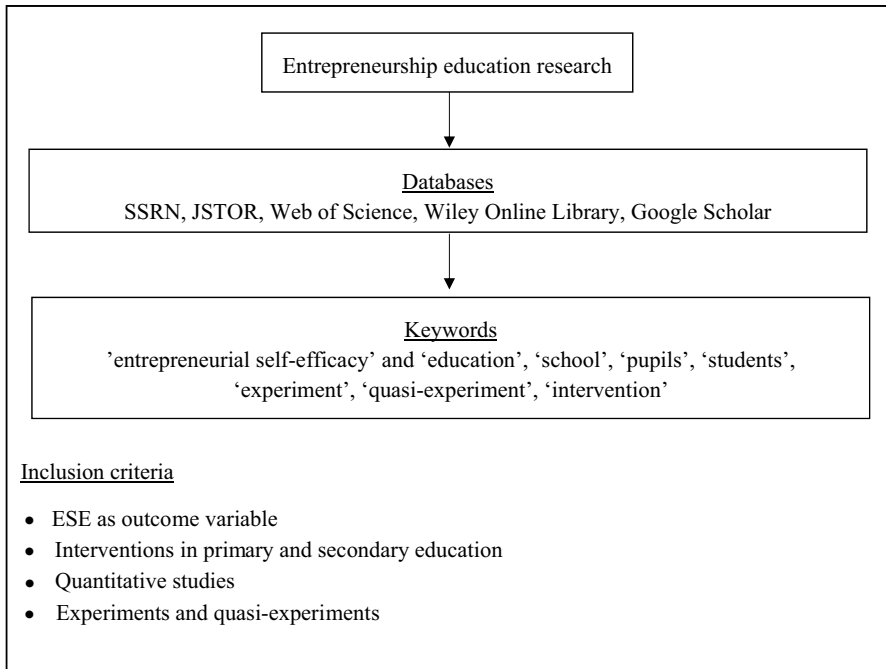 Entrepreneurship education research
Databases
SSRN, JSTOR, Web of Science, Wiley Online Library, Google Scholar
Keywords
’entrepreneurial self-efficacy’ and ‘education’, ‘school’, ‘pupils’, ‘students’,
‘experiment’, ‘quasi-experiment’, ‘intervention’
Inclusion criteria
• ESE as outcome variable
• Interventions in primary and secondary education
• Quantitative studies
• Experiments and quasi-experiments